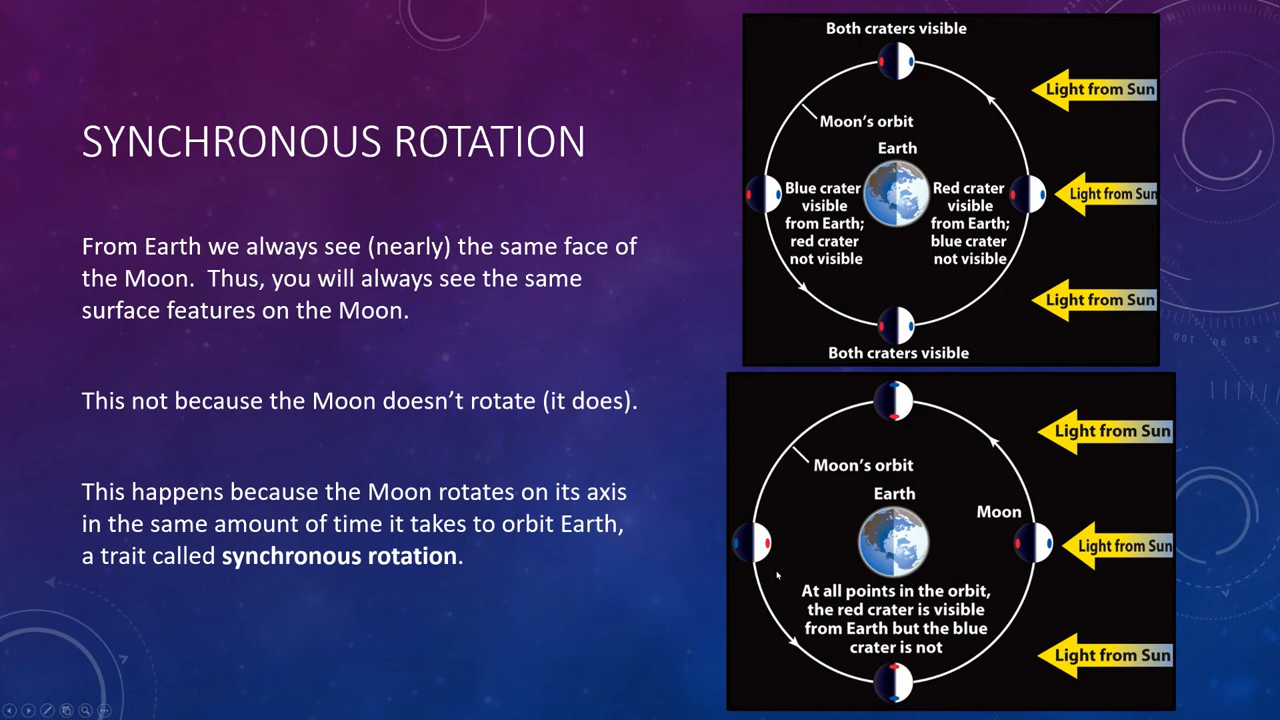 SYNCHRONOUS ROTATION
From Earth we always see (nearly) the same face of
the Moon.  Thus, you will always see the same
surface features on the Moon.
This not because the Moon doesn't rotate (it does).
This happens because the Moon rotates on its axis
in the same amount of time it takes to orbit Earth,
a trait called synchronous rotation.
Both craters visible
Light from Sun
Moon's orbit
Earth
Blue crater
visible
from Earth;
red crater
not visible
Red crater
visible
from Earth;
blue crater
not visible
Light from Sun
Light from Sun
Both craters visible
Light from Sun
Moon's orbit
Earth
Moon
Light from Sun
At all points in the orbit,
the red crater is visible
from Earth but the blue
crater is not
Light from Sun